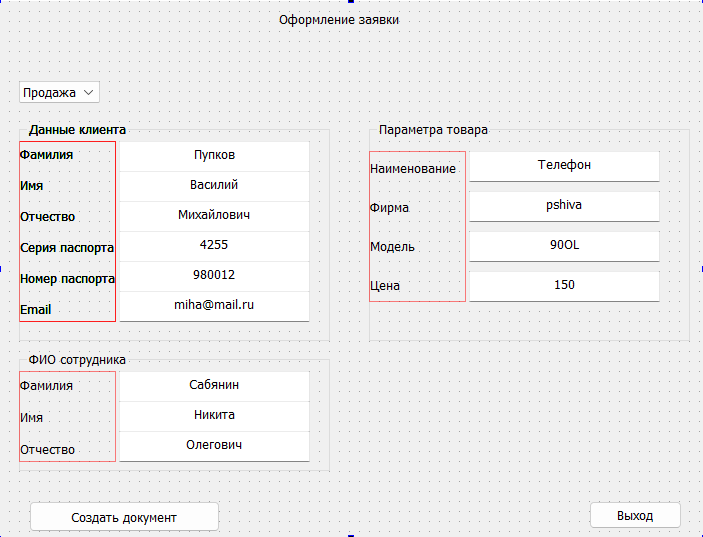 Оформление заявки
Продажа
Данные клиента
Фамилия Пупков
Имя Василий
Отчество Михайлович
Серия паспорта 4255
Номер паспорта 980012
Email miha@mail.ru
Параметра товара
Наименование Телефон
Фирма pshiva
Модель 90OL
Цена 150
ФИО сотрудника
Фамилия Сабянин
Имя Никита
Отчество Олегович
Создать документ
Выход